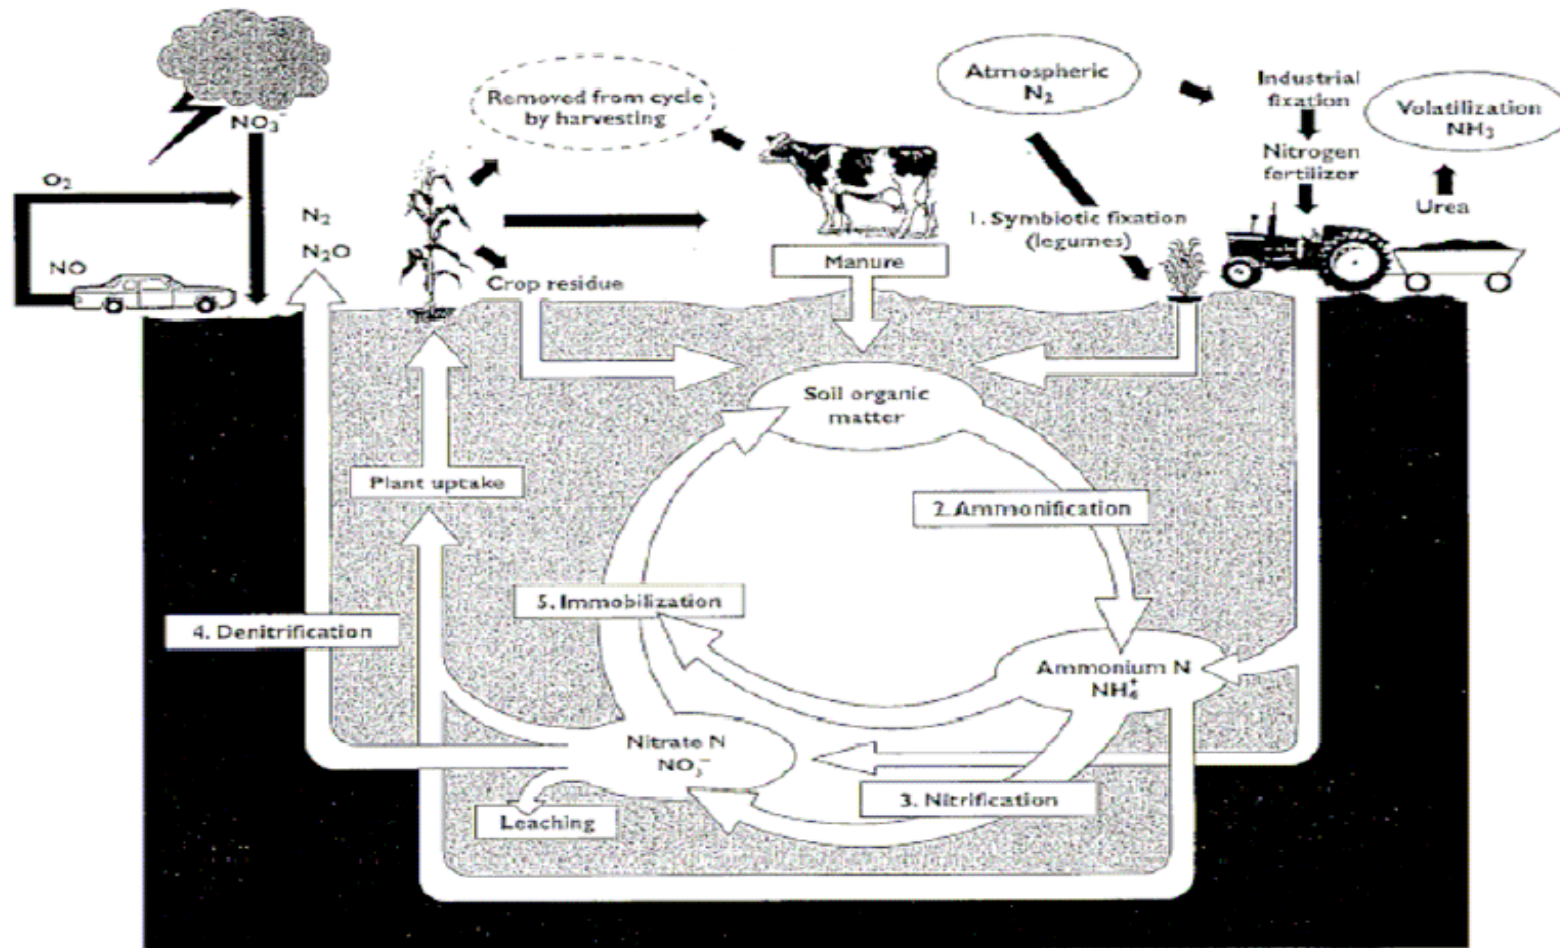 NO₃
O₂
NO
N₂
N₂O
Removed from cycle
by harvesting
Atmospheric
N₂
Industrial
fixation
Nitrogen
fertilizer
Volatilization
NH₃
Urea
1. Symbiotic fixation
(legumes)
Manure
Crop residue
Soil organic
matter
Plant uptake
2. Ammonification
5. Immobilization
4. Denitrification
Ammonium N
NH₄⁺
Nitrate N
NO₃⁻
3. Nitrification
Leaching